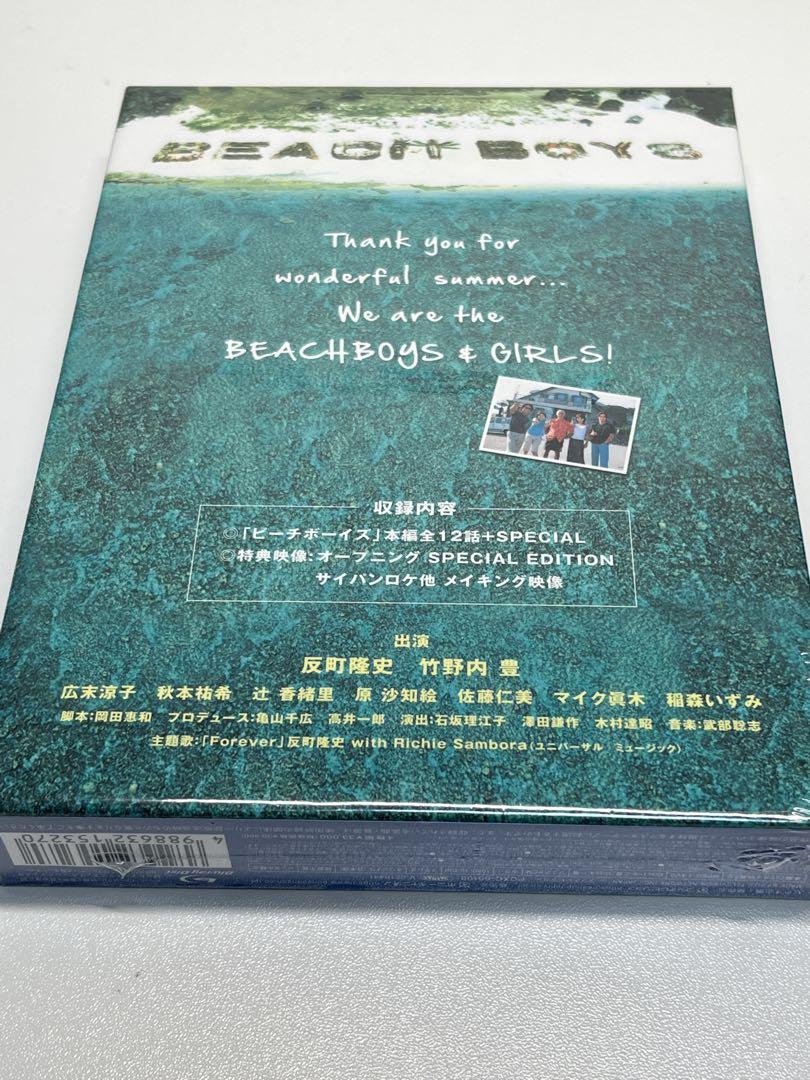 BEACH BOYS
Thank you for
wonderful summer...
We are the
BEACHBOYS & GIRLS!
収録内容
◎「ビーチボーイズ」本編全12話+SPECIAL
◎特典映像:オープニング SPECIAL EDITION
サイパンロケ他 メイキング映像
出演
反町隆史 竹野内 豊
広末涼子 秋本祐希 辻 香緒里 原 沙知絵 佐藤仁美 マイク眞木 稲森いずみ
脚本:岡田惠和 プロデュース:亀山千広 高井一郎 演出:石坂理江子 澤田鎌作 木村達昭 音楽:武部聡志
主題歌:「Forever」反町隆史 with Richie Sambora(ユニバーサル ミュージック)
4 988632 153270
Blu-ray Disc